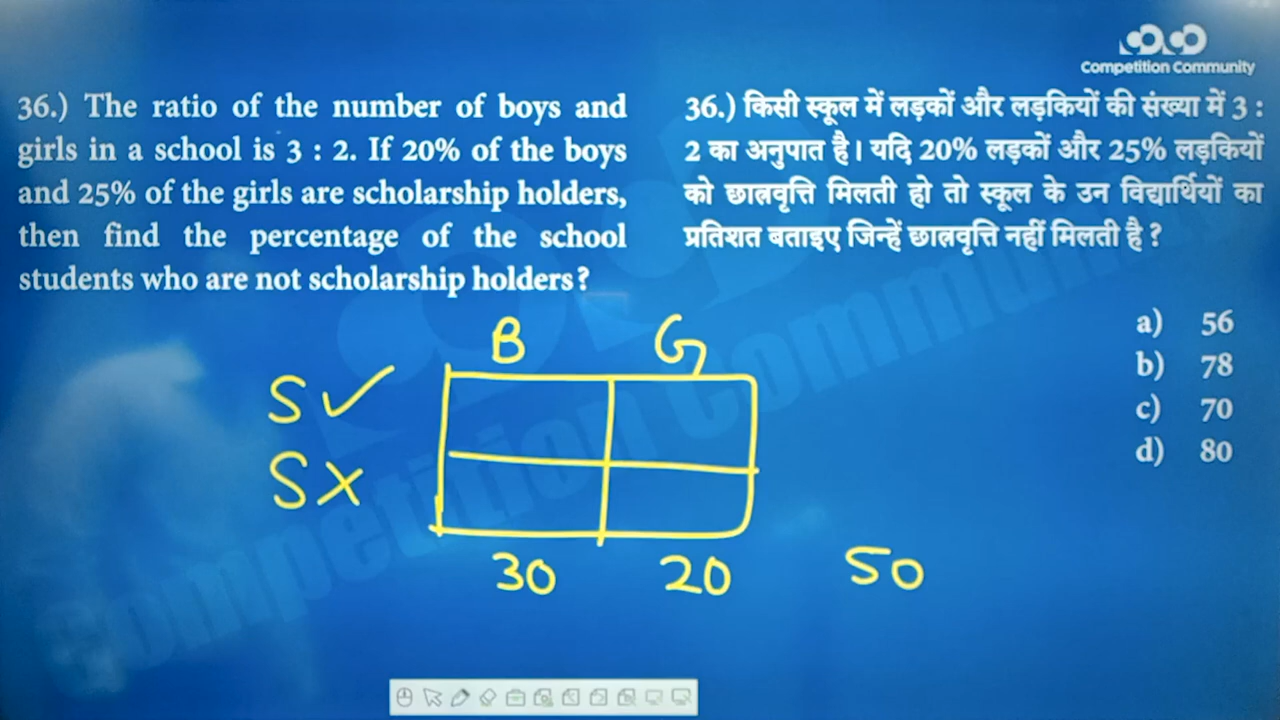 Competition Community
36.) The ratio of the number of boys and
girls in a school is 3 : 2. If 20% of the boys
and 25% of the girls are scholarship holders,
then find the percentage of the school
students who are not scholarship holders?
36.) किसी स्कूल में लड़कों और लड़कियों की संख्या में 3 :
2 का अनुपात है। यदि 20% लड़कों और 25% लड़कियों
को छात्रवृत्ति मिलती हो तो स्कूल के उन विद्यार्थियों का
प्रतिशत बताइए जिन्हें छात्रवृत्ति नहीं मिलती है ?
a) 56
b) 78
c) 70
d) 80
B G
S ✓
S X
30 20 50
Competition Community